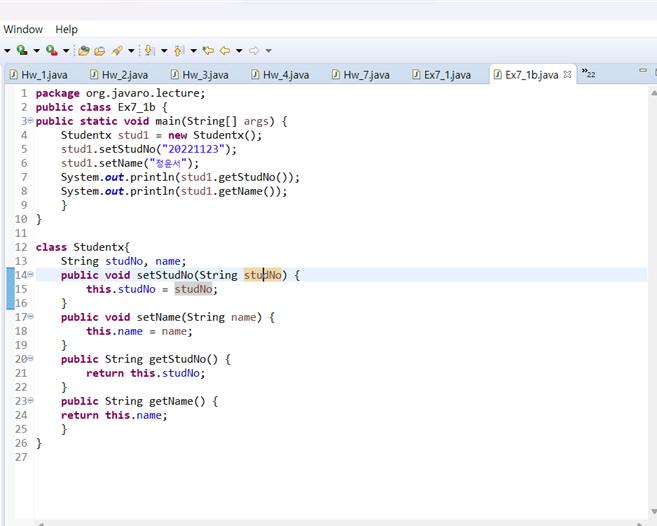 Window Help
Hw_1.java Hw_2.java Hw_3.java Hw_4.java Hw_7.java Ex7_1.java Ex7_1b.java »22
1 package org.javaro.lecture;
2 public class Ex7_1b {
3 public static void main(String[] args) {
4 Studentx stud1 = new Studentx();
5 stud1.setStudNo("20221123");
6 stud1.setName("정윤서");
7 System.out.println(stud1.getStudNo());
8 System.out.println(stud1.getName());
9 }
10 }
11
12 class Studentx{
13 String studNo, name;
14 public void setStudNo(String studNo) {
15 this.studNo = studNo;
16 }
17 public void setName(String name) {
18 this.name = name;
19 }
20 public String getStudNo() {
21 return this.studNo;
22 }
23 public String getName() {
24 return this.name;
25 }
26 }
27